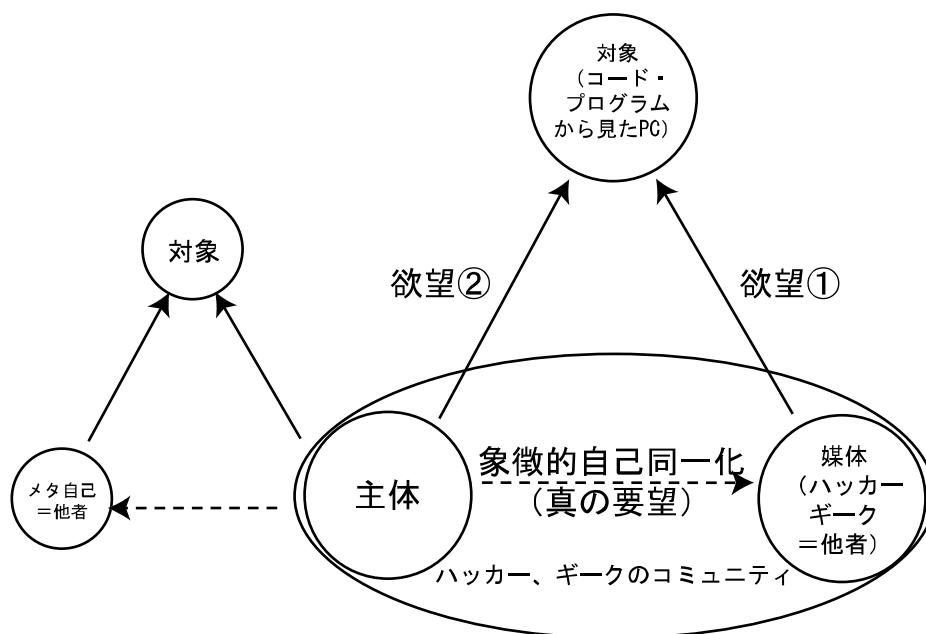 対象
（コード・
プログラム
から見たPC）
対象
欲望②
欲望①
メタ自己
＝他者
主体
象徴的自己同一化
（真の要望）
媒体
（ハッカー
ギーク
＝他者）
ハッカー、ギークのコミュニティ